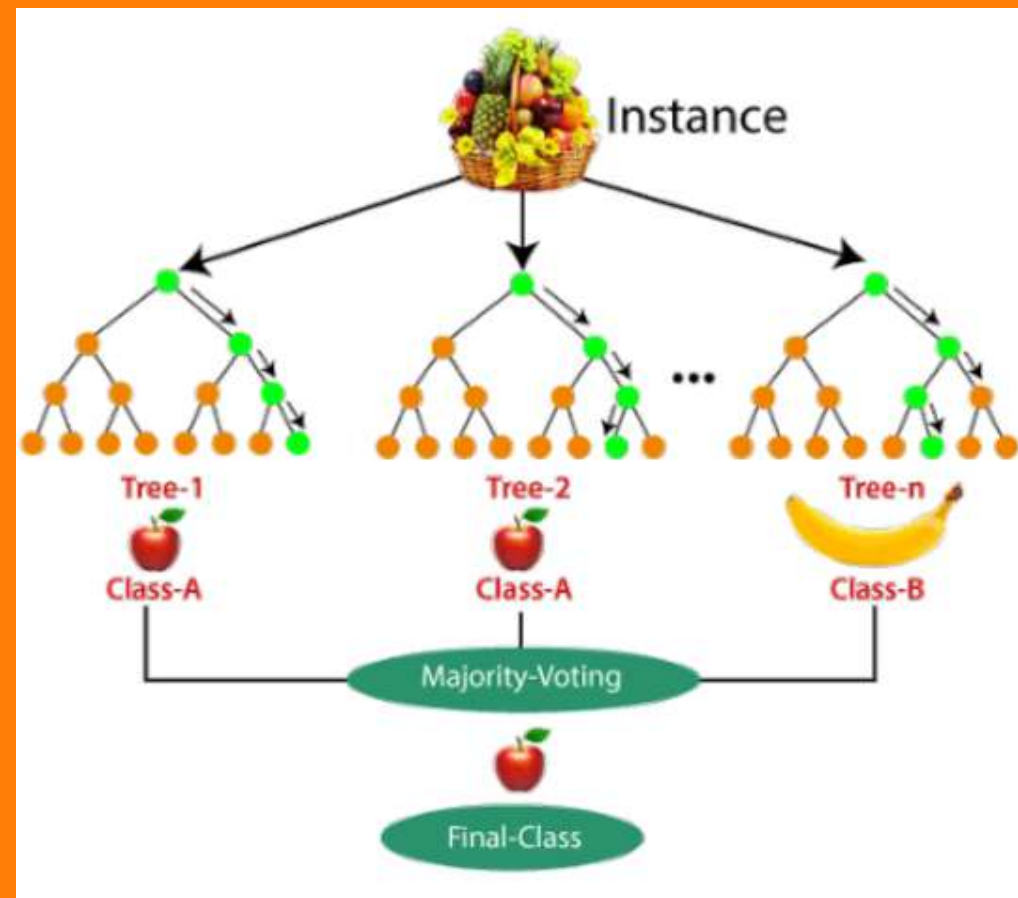 Instance
...
Tree-1
Tree-2
Tree-n
Class-A
Class-A
Class-B
Majority-Voting
Final-Class